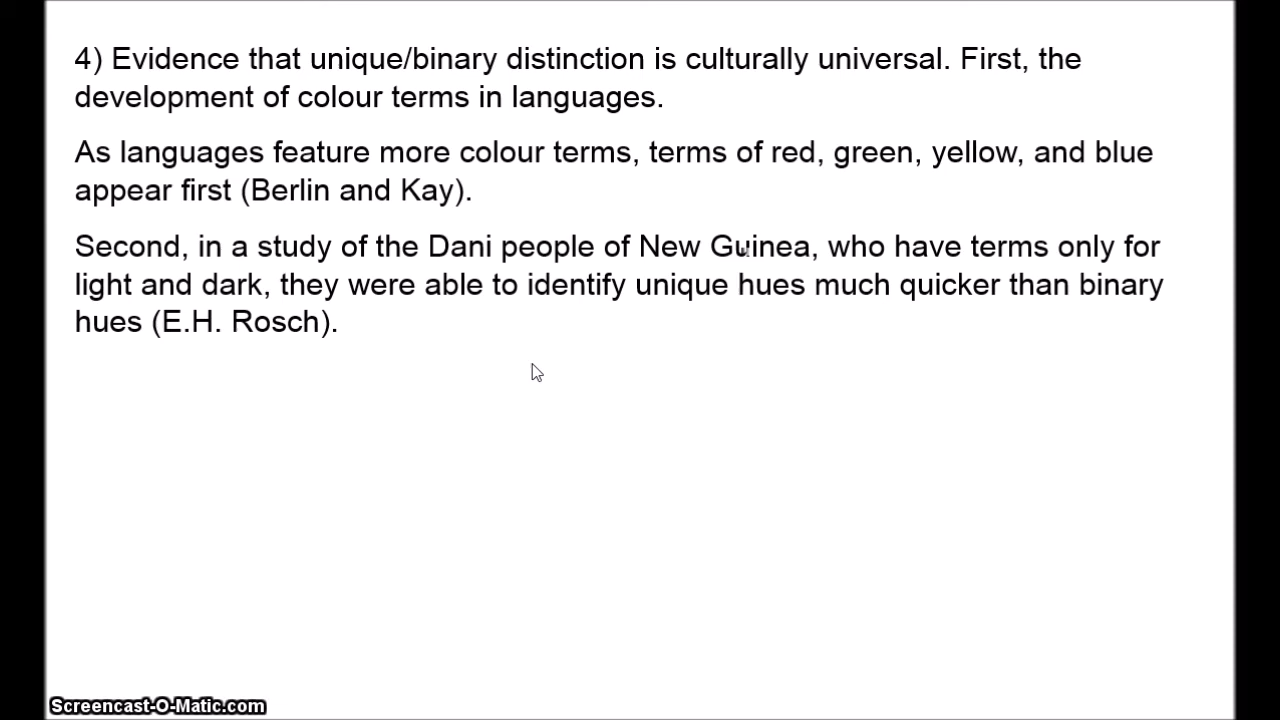 4) Evidence that unique/binary distinction is culturally universal. First, the
development of colour terms in languages.
As languages feature more colour terms, terms of red, green, yellow, and blue
appear first (Berlin and Kay).
Second, in a study of the Dani people of New Guinea, who have terms only for
light and dark, they were able to identify unique hues much quicker than binary
hues (E.H. Rosch).
Screencast-O-Matic.com